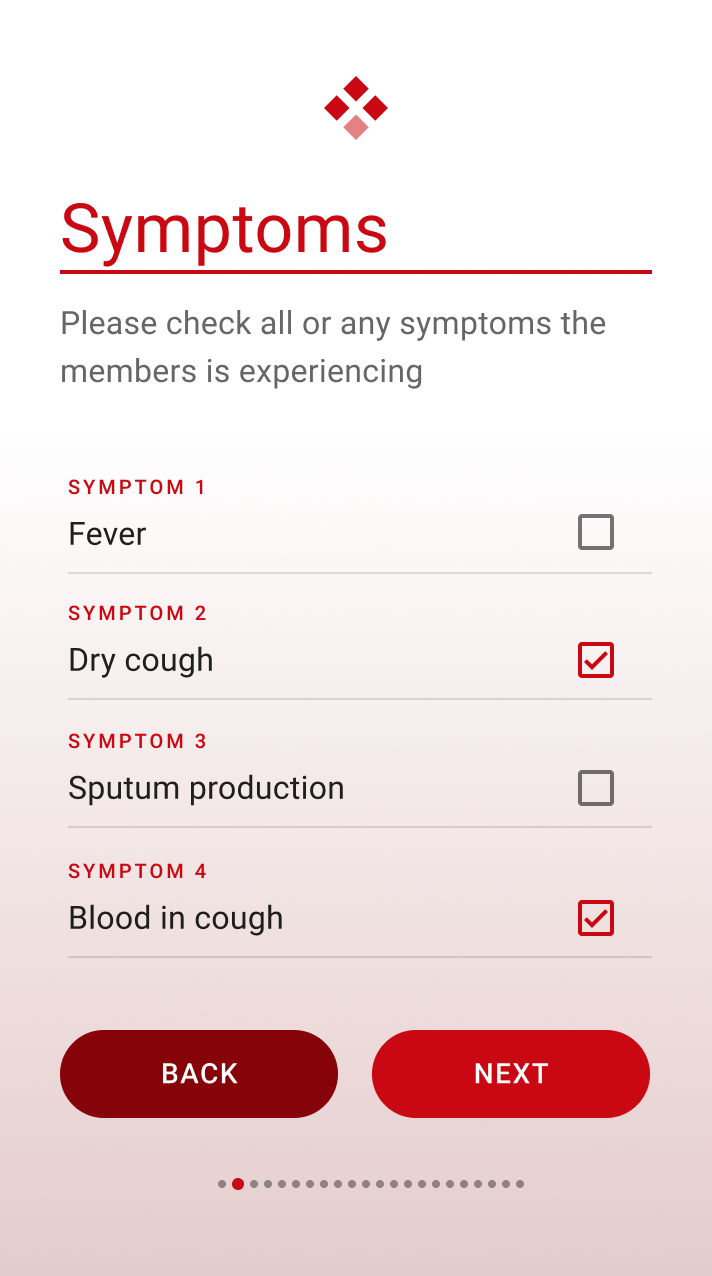 Symptoms
Please check all or any symptoms the
members is experiencing
SYMPTOM 1
Fever
SYMPTOM 2
Dry cough
SYMPTOM 3
Sputum production
SYMPTOM 4
Blood in cough
BACK NEXT